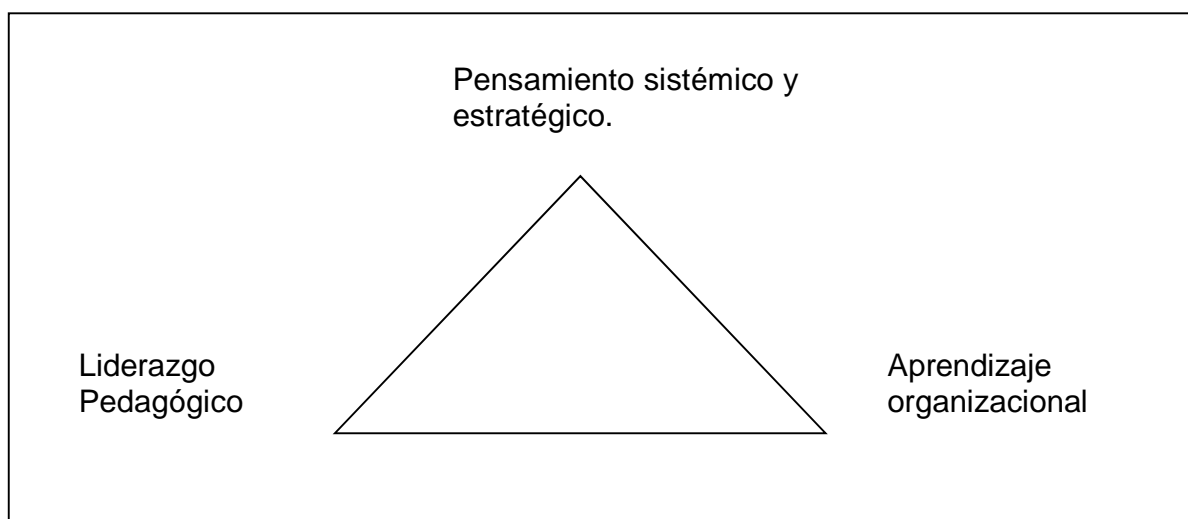 Pensamiento sistémico y
estratégico.
Liderazgo
Pedagógico
Aprendizaje
organizacional